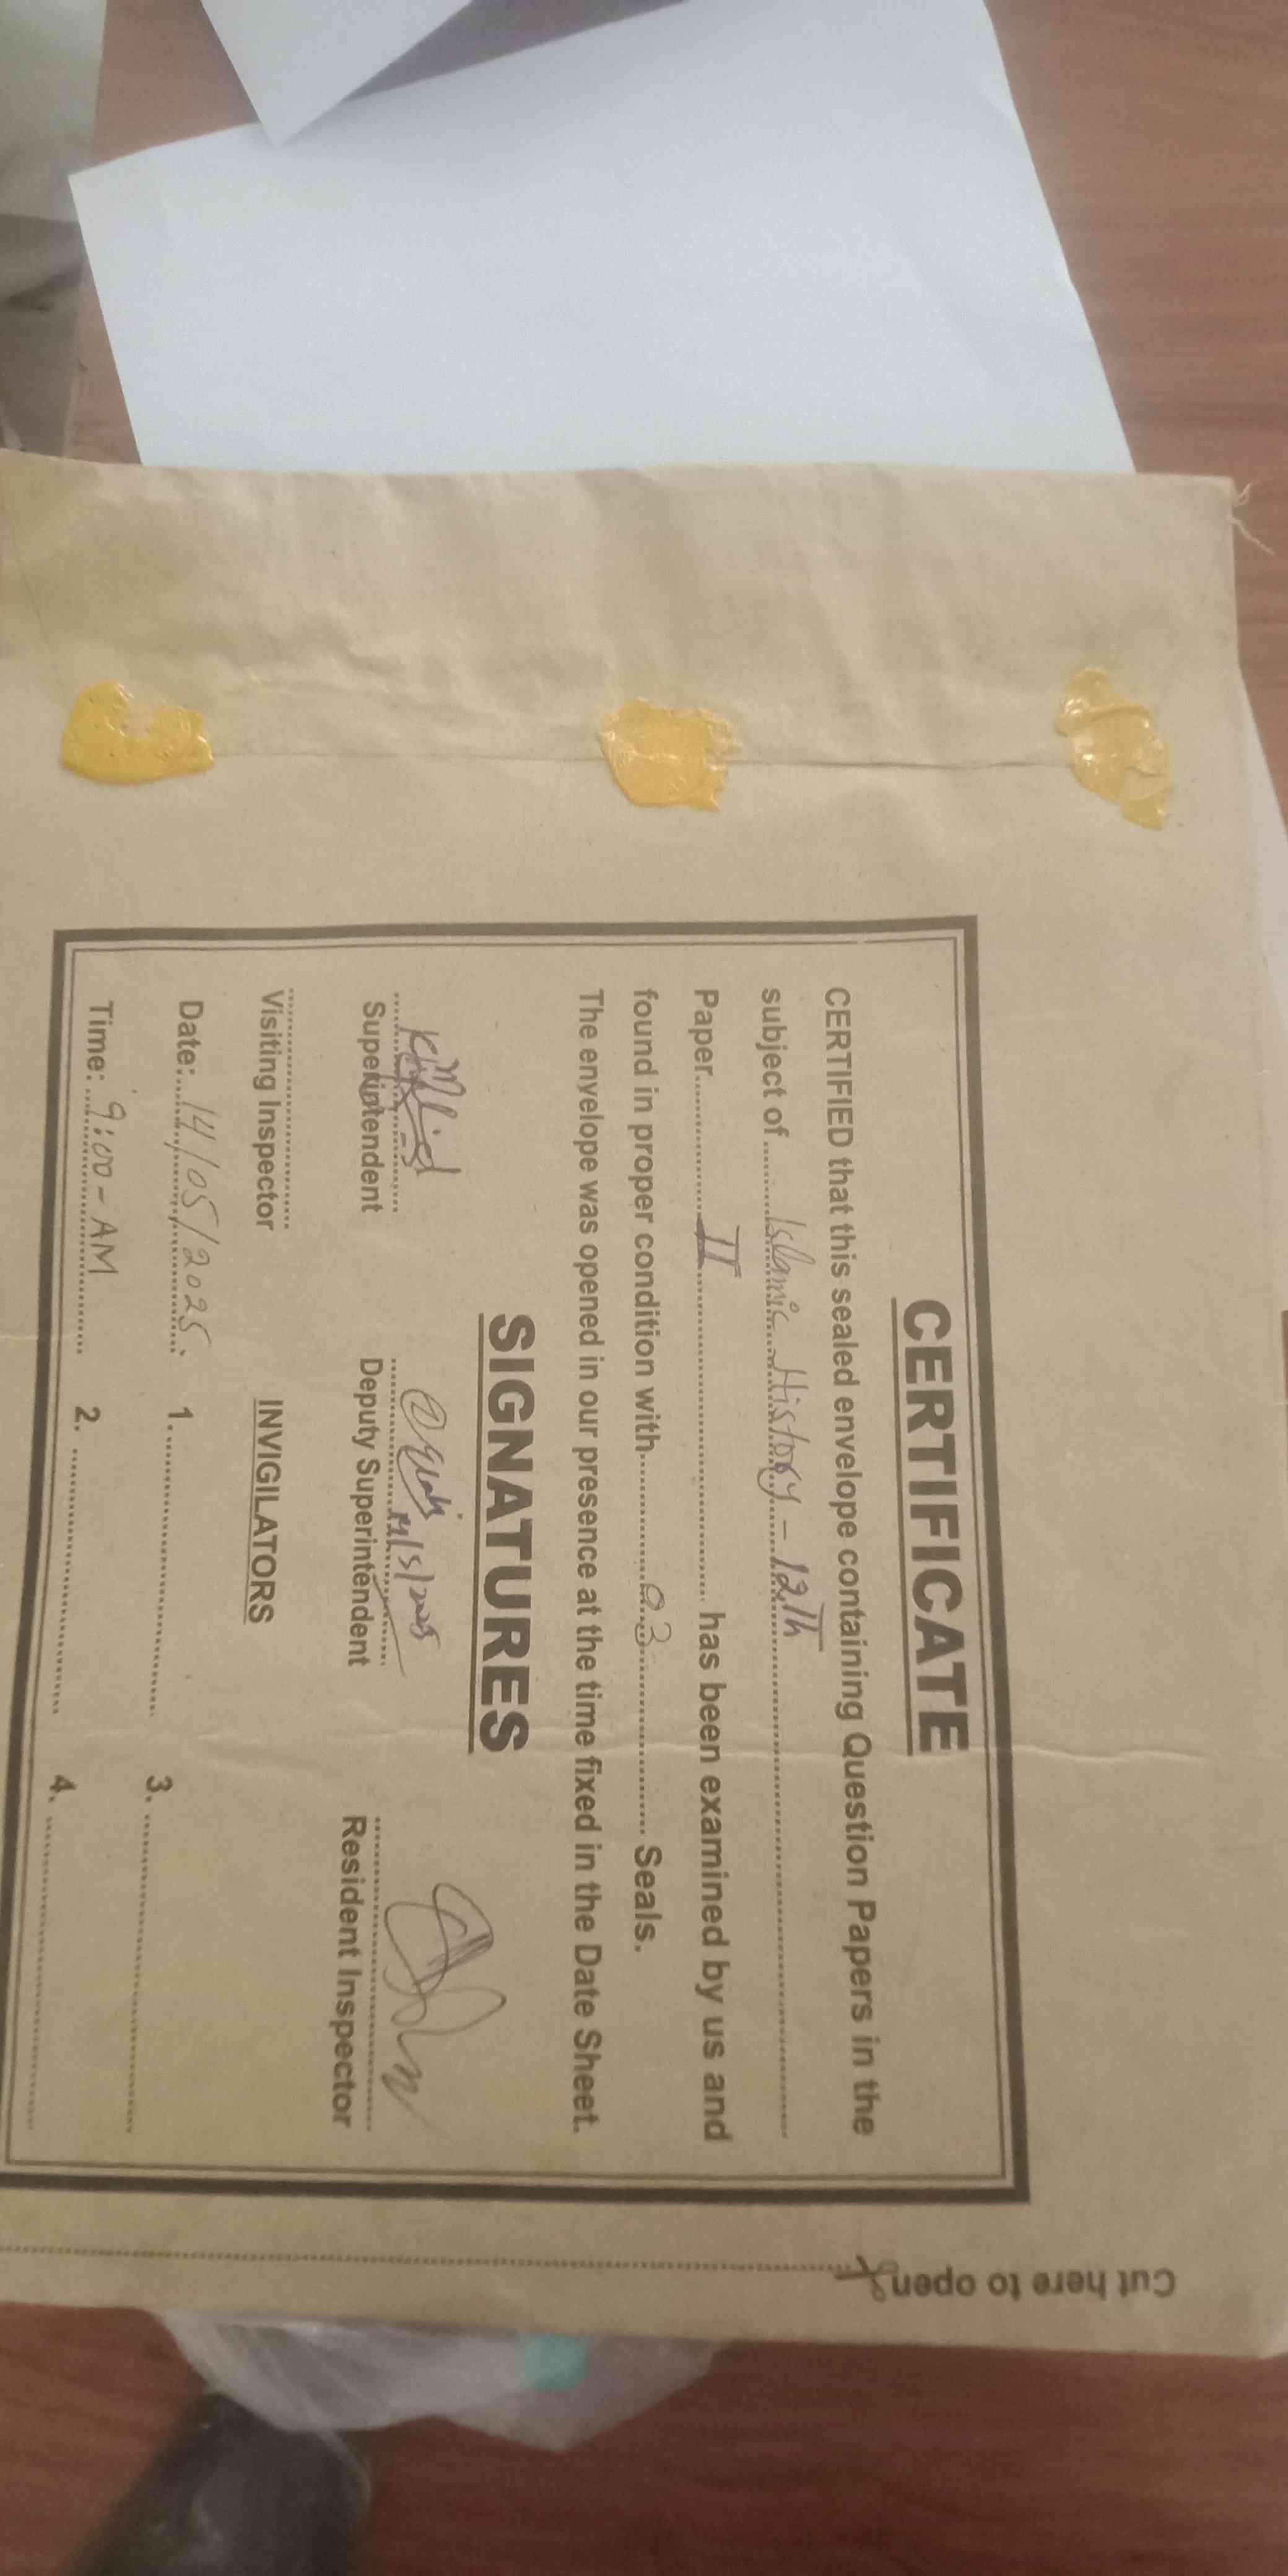 CERTIFICATE
CERTIFIED that this sealed envelope containing Question Papers in the
subject of ......... Islamic History - 12Th .........
Paper ......... II ......... has been examined by us and
found in proper condition with ......... 03 ......... Seals.
The envelope was opened in our presence at the time fixed in the Date Sheet.
SIGNATURES
14/5/2025
Superintendent Deputy Superintendent Resident Inspector
Visiting Inspector INVIGILATORS
Date: 14/05/2025. 1. ......... 3. .........
Time: 9:00 - AM 2. ......... 4. .........
Cut here to open